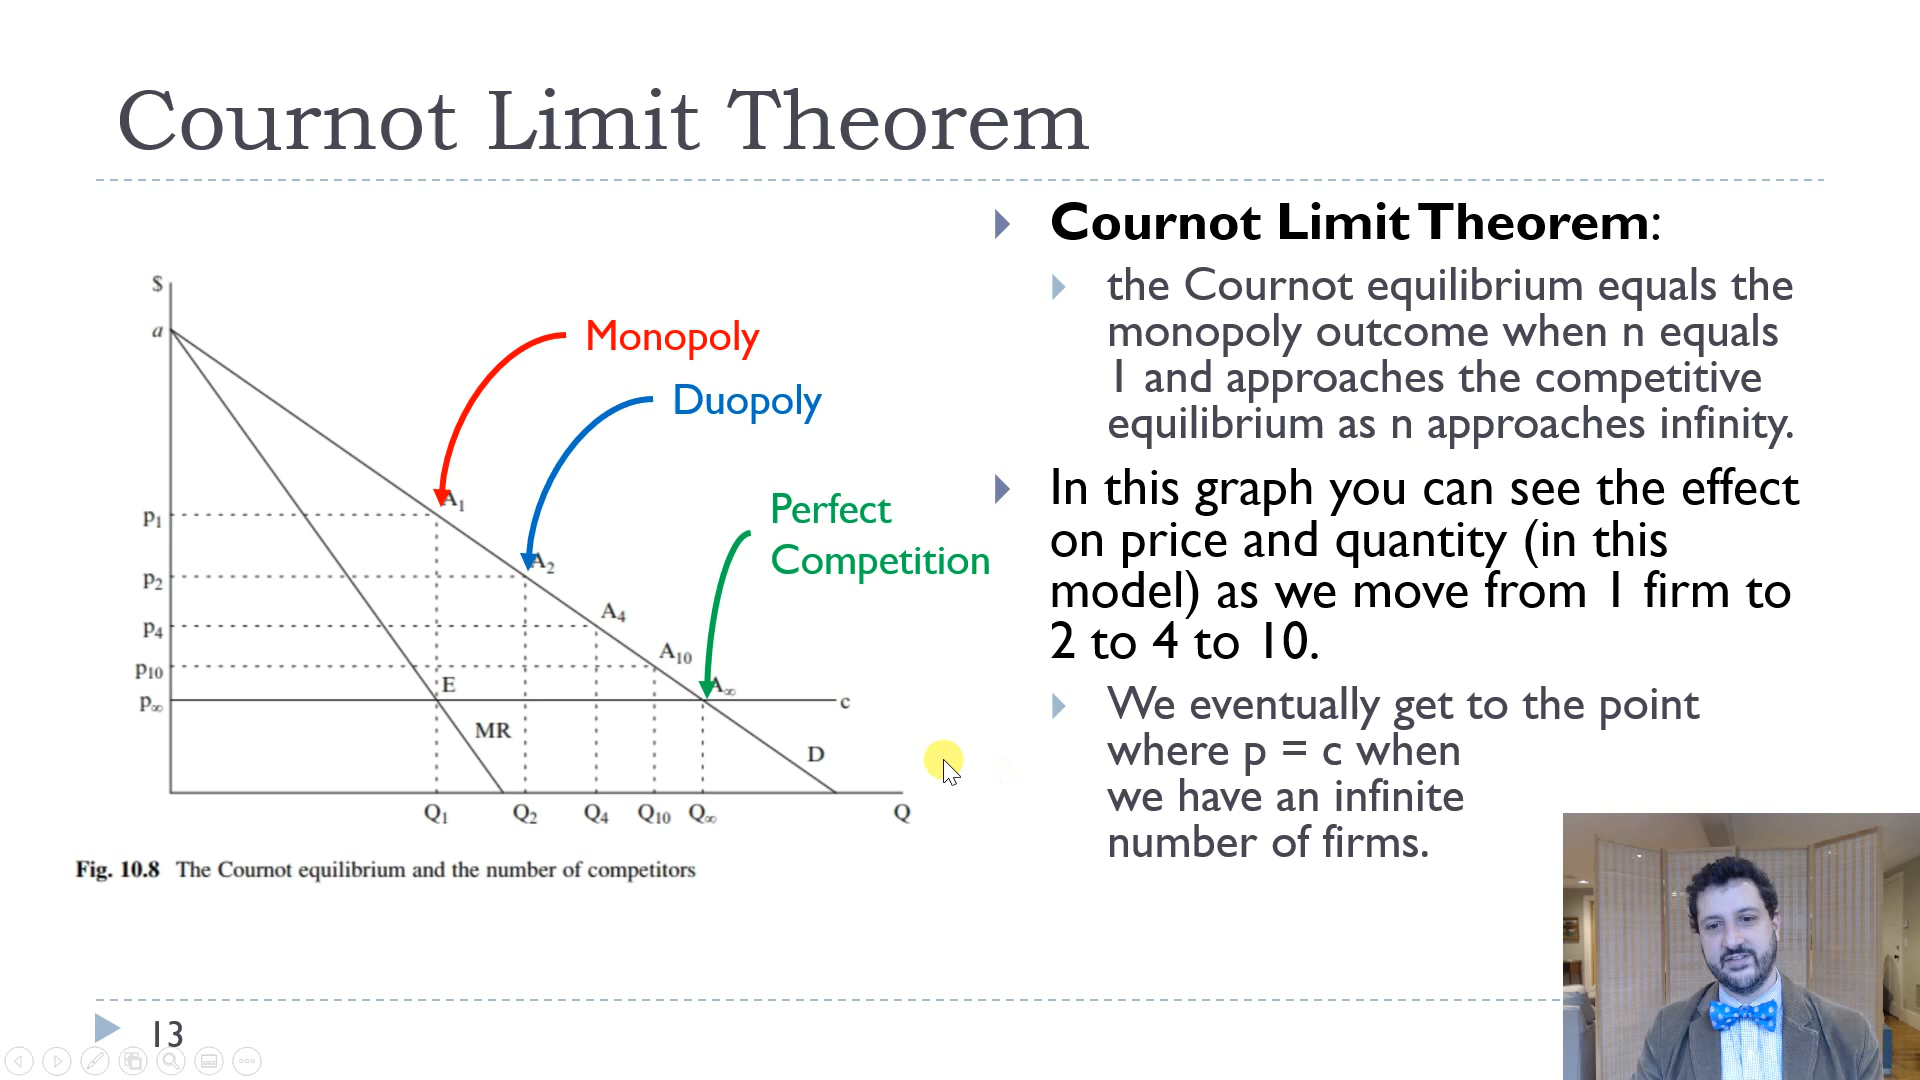 Cournot Limit Theorem
Cournot Limit Theorem:
the Cournot equilibrium equals the
monopoly outcome when n equals
1 and approaches the competitive
equilibrium as n approaches infinity.
In this graph you can see the effect
on price and quantity (in this
model) as we move from 1 firm to
2 to 4 to 10.
We eventually get to the point
where p = c when
we have an infinite
number of firms.
$
a
Monopoly
Duopoly
Perfect
Competition
A1
p1
A2
p2
A4
p4
A10
p10
E
A∞
p∞
c
MR
D
Q1 Q2 Q4 Q10 Q∞ Q
Fig. 10.8 The Cournot equilibrium and the number of competitors
13